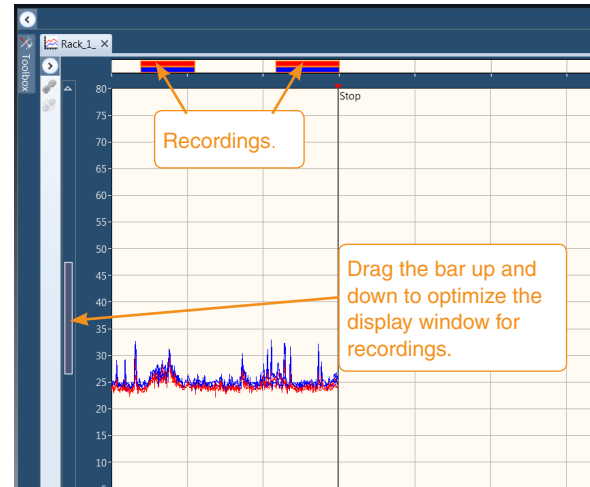 Rack_1_
Toolbox
80
Stop
75
70
Recordings.
65
60
55
50
Drag the bar up and
45
down to optimize the
40
display window for
35
recordings.
30
25
20
15
10